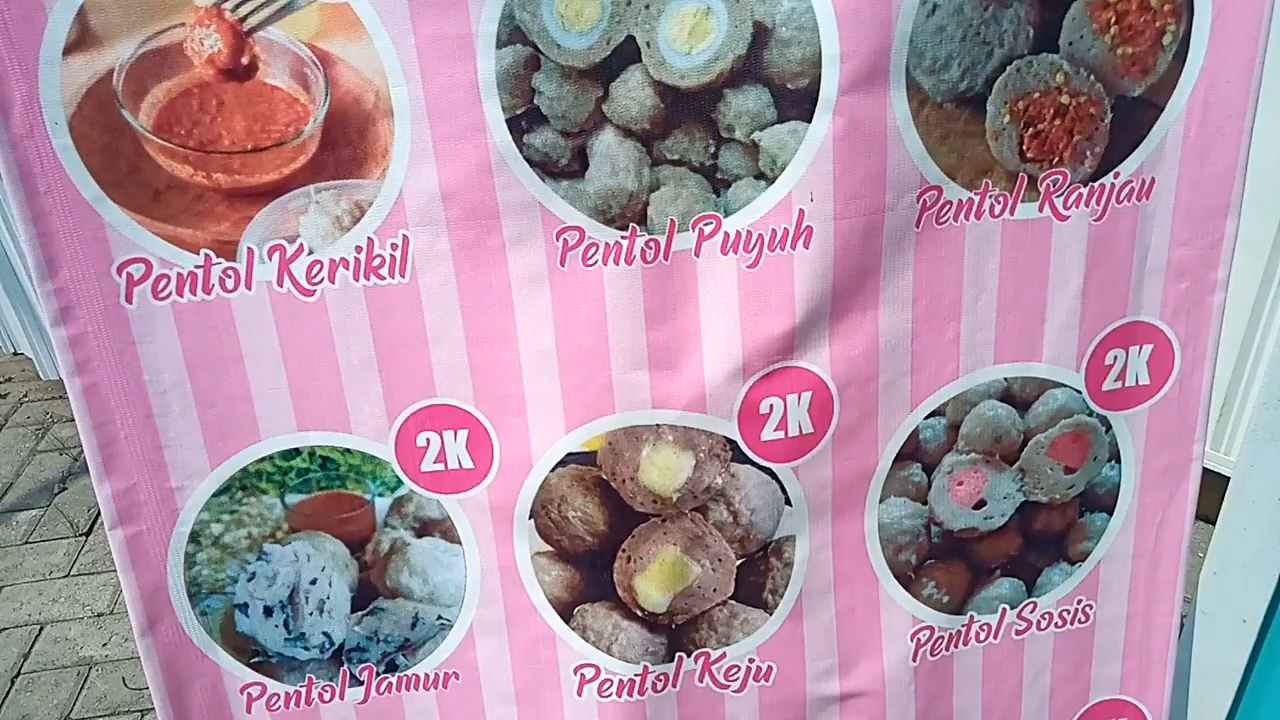 Pentol Kerikil
Pentol Puyuh
Pentol Ranjau
2K
Pentol Jamur
2K
Pentol Keju
2K
Pentol Sosis